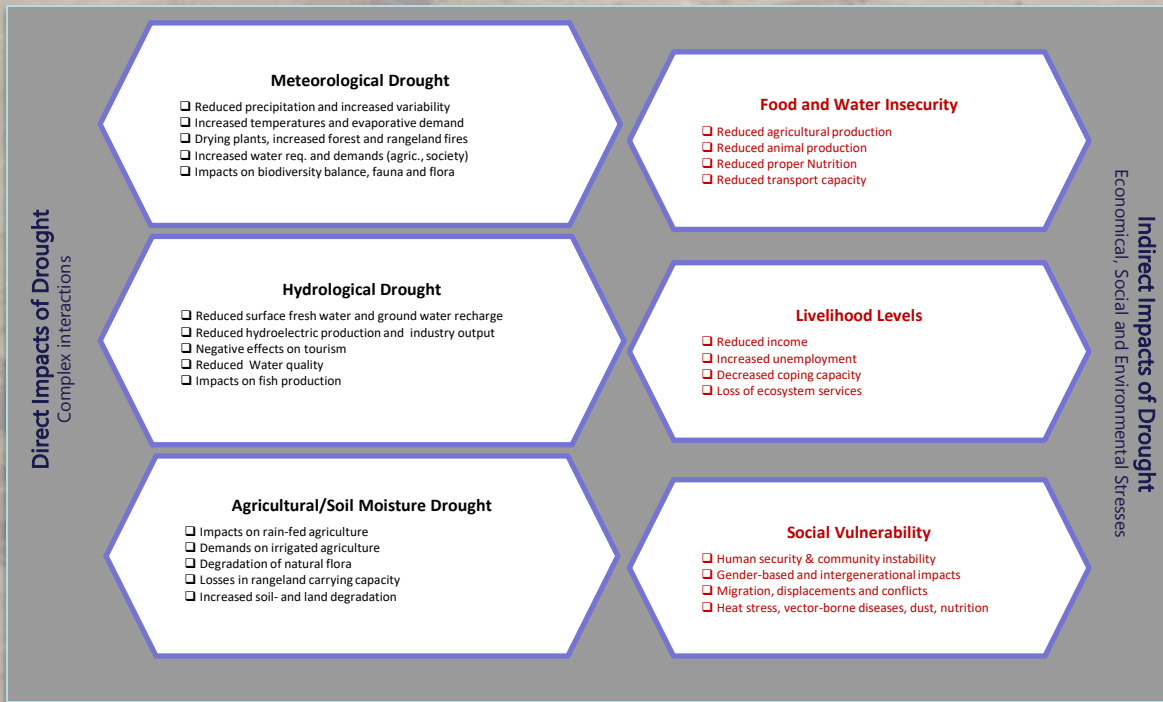 Direct Impacts of Drought
Complex interactions
Meteorological Drought
❑ Reduced precipitation and increased variability
❑ Increased temperatures and evaporative demand
❑ Drying plants, increased forest and rangeland fires
❑ Increased water req. and demands (agric., society)
❑ Impacts on biodiversity balance, fauna and flora
Hydrological Drought
❑ Reduced surface fresh water and ground water recharge
❑ Reduced hydroelectric production and industry output
❑ Negative effects on tourism
❑ Reduced Water quality
❑ Impacts on fish production
Agricultural/Soil Moisture Drought
❑ Impacts on rain-fed agriculture
❑ Demands on irrigated agriculture
❑ Degradation of natural flora
❑ Losses in rangeland carrying capacity
❑ Increased soil- and land degradation
Food and Water Insecurity
❑ Reduced agricultural production
❑ Reduced animal production
❑ Reduced proper Nutrition
❑ Reduced transport capacity
Livelihood Levels
❑ Reduced income
❑ Increased unemployment
❑ Decreased coping capacity
❑ Loss of ecosystem services
Social Vulnerability
❑ Human security & community instability
❑ Gender-based and intergenerational impacts
❑ Migration, displacements and conflicts
❑ Heat stress, vector-borne diseases, dust, nutrition
Indirect Impacts of Drought
Economical, Social and Environmental Stresses